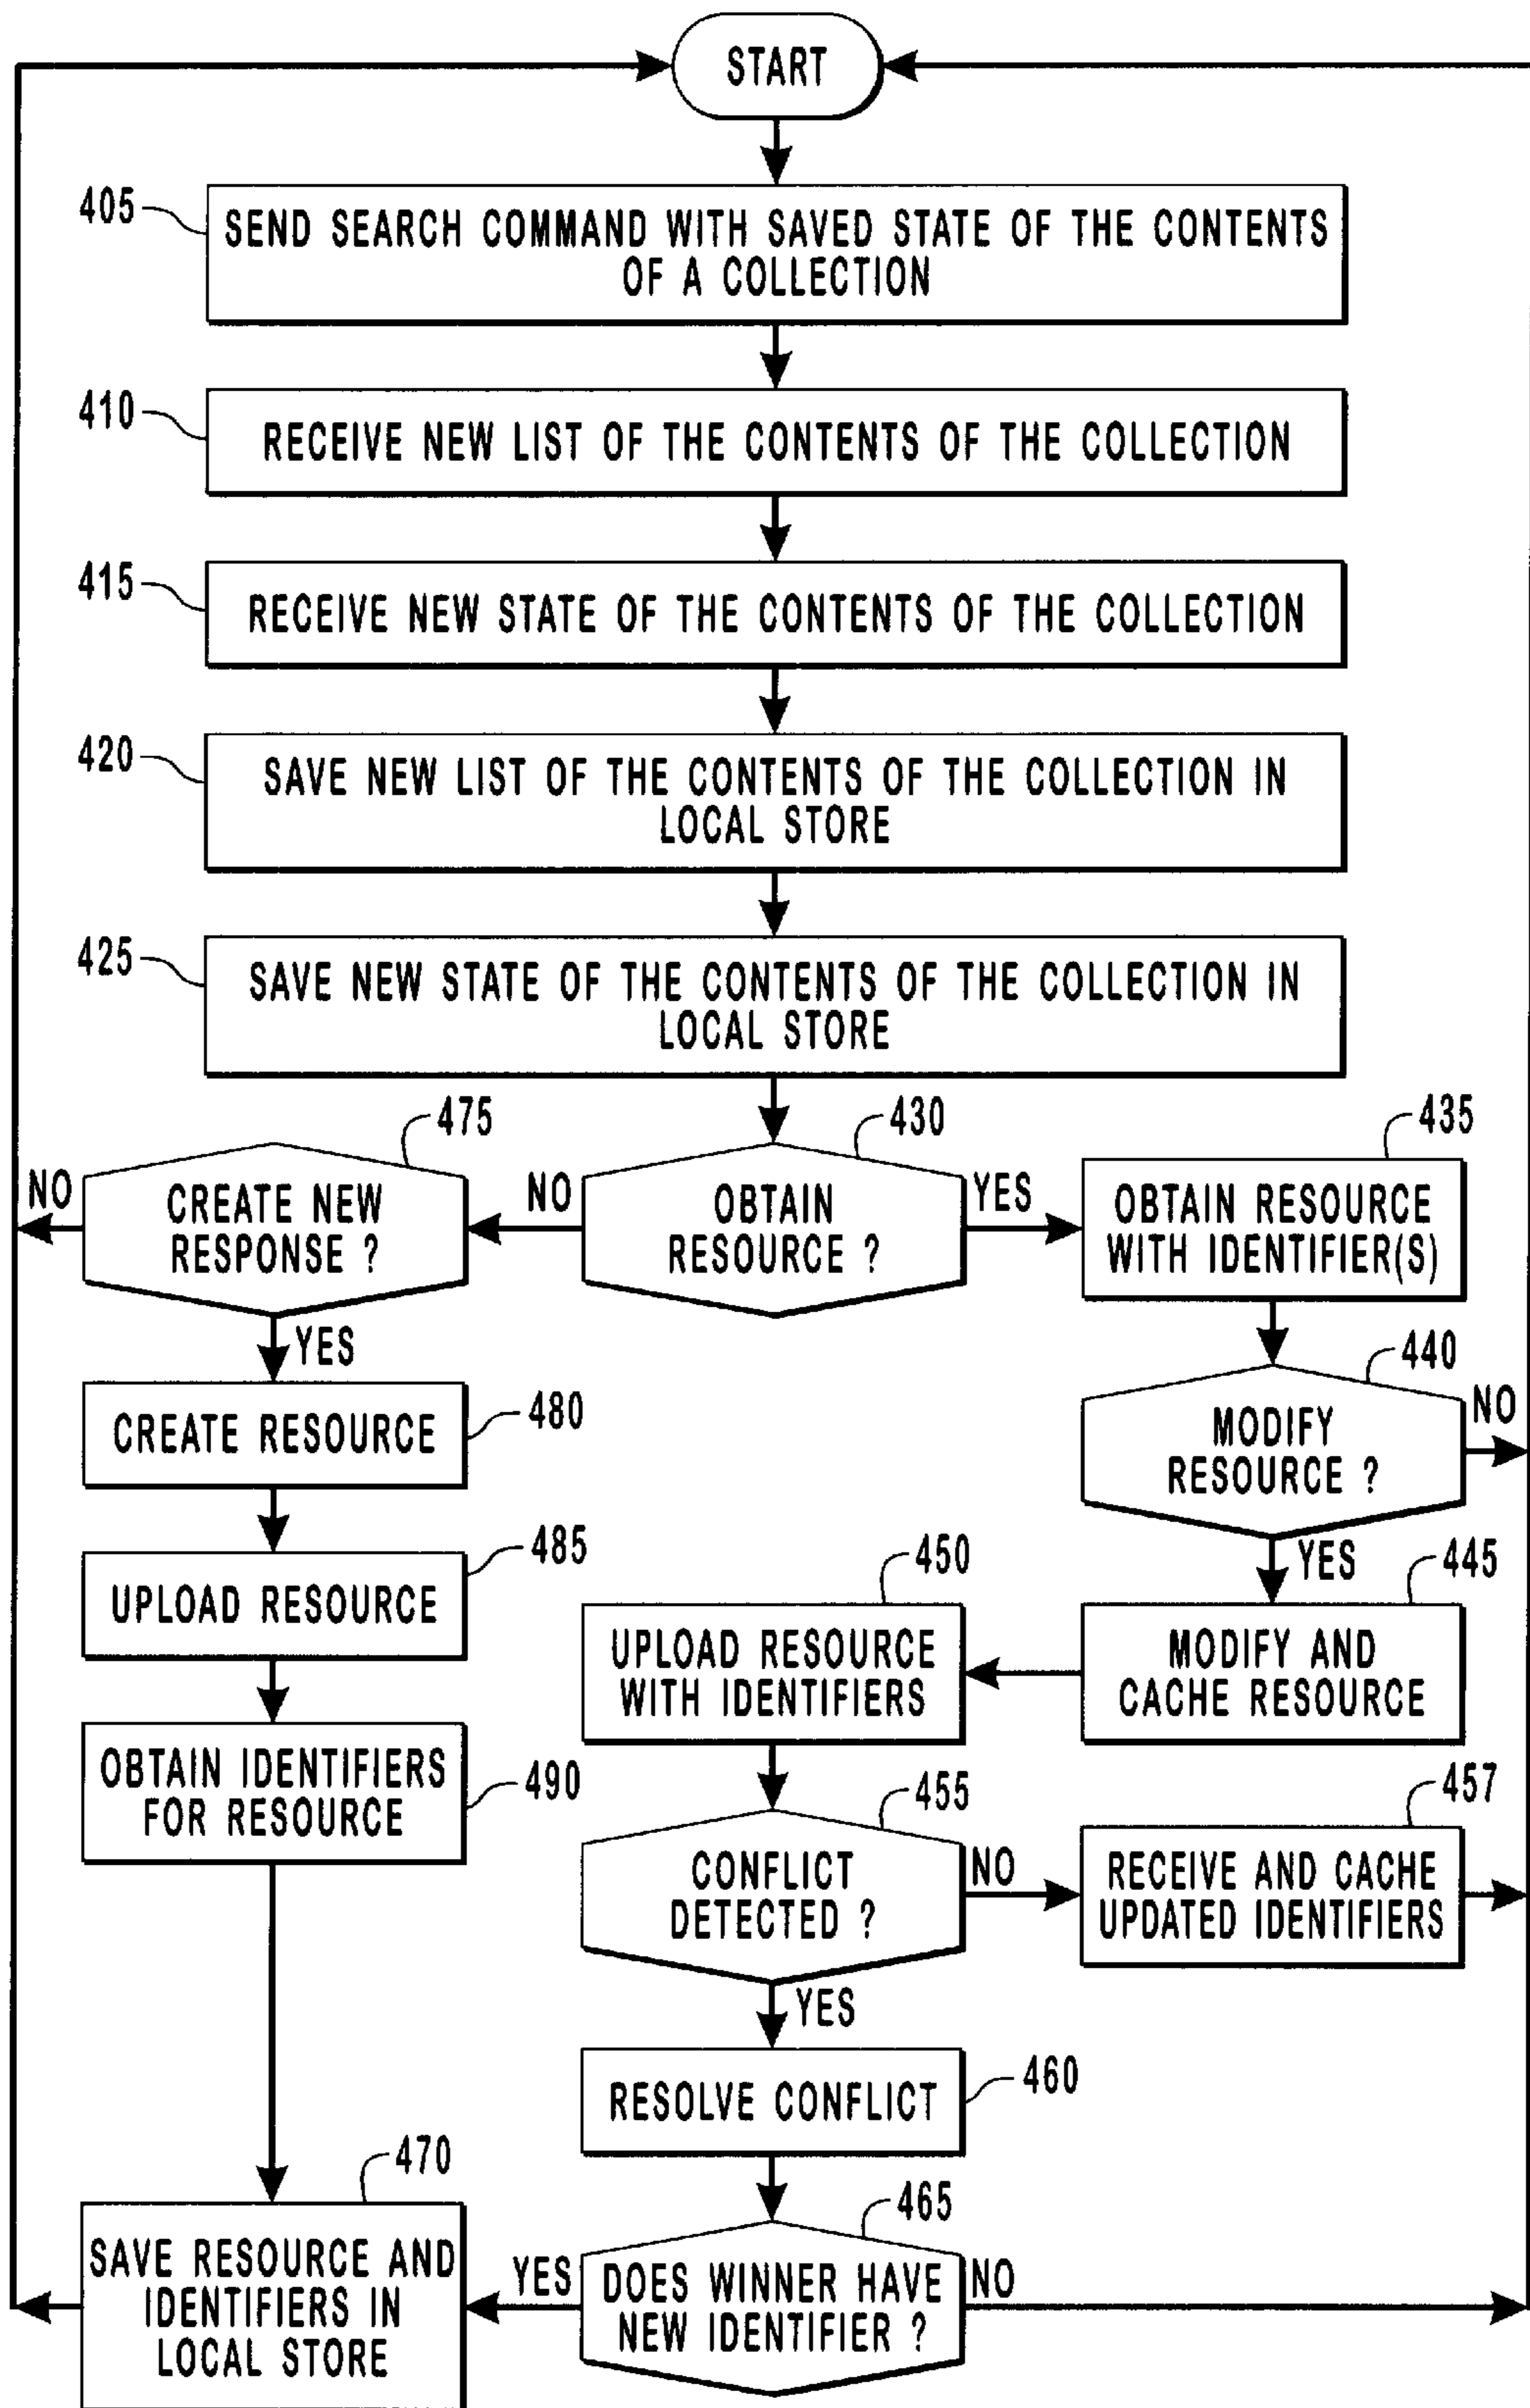 START
405
SEND SEARCH COMMAND WITH SAVED STATE OF THE CONTENTS
OF A COLLECTION
410
RECEIVE NEW LIST OF THE CONTENTS OF THE COLLECTION
415
RECEIVE NEW STATE OF THE CONTENTS OF THE COLLECTION
420
SAVE NEW LIST OF THE CONTENTS OF THE COLLECTION IN
LOCAL STORE
425
SAVE NEW STATE OF THE CONTENTS OF THE COLLECTION IN
LOCAL STORE
475
430
435
NO
CREATE NEW
RESPONSE ?
NO
OBTAIN
RESOURCE ?
YES
OBTAIN RESOURCE
WITH IDENTIFIER(S)
YES
440
MODIFY
RESOURCE ?
NO
CREATE RESOURCE
480
YES
445
485
450
UPLOAD RESOURCE
UPLOAD RESOURCE
WITH IDENTIFIERS
MODIFY AND
CACHE RESOURCE
OBTAIN IDENTIFIERS
FOR RESOURCE
490
455
457
CONFLICT
DETECTED ?
NO
RECEIVE AND CACHE
UPDATED IDENTIFIERS
YES
RESOLVE CONFLICT
460
470
465
SAVE RESOURCE AND
IDENTIFIERS IN
LOCAL STORE
YES
DOES WINNER HAVE
NEW IDENTIFIER ?
NO